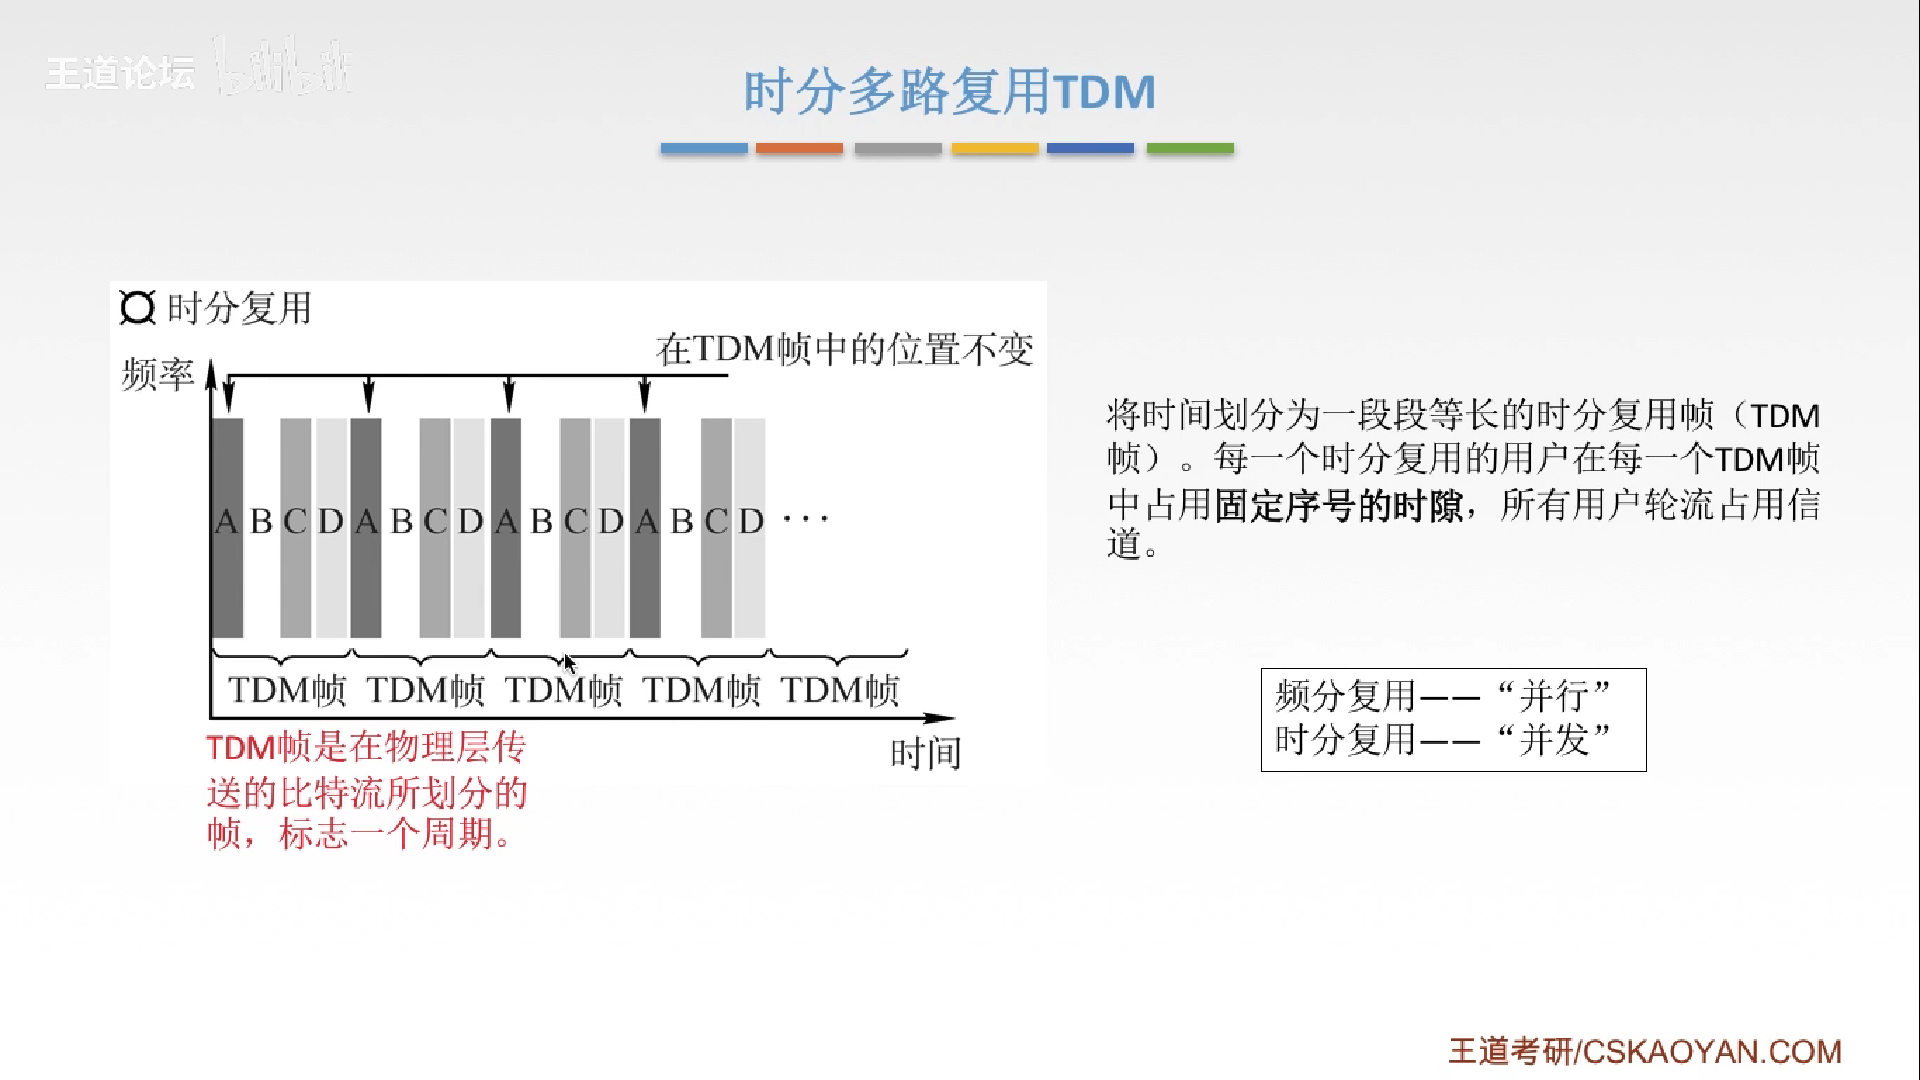 王道论坛 bilibili
时分多路复用TDM
时分复用
在TDM帧中的位置不变
频率
A B C D A B C D A B C D A B C D ···
TDM帧 TDM帧 TDM帧 TDM帧 TDM帧
时间
TDM帧是在物理层传
送的比特流所划分的
帧，标志一个周期。
将时间划分为一段段等长的时分复用帧（TDM
帧）。每一个时分复用的用户在每一个TDM帧
中占用固定序号的时隙，所有用户轮流占用信
道。
频分复用——“并行”
时分复用——“并发”
王道考研/CSKAOYAN.COM